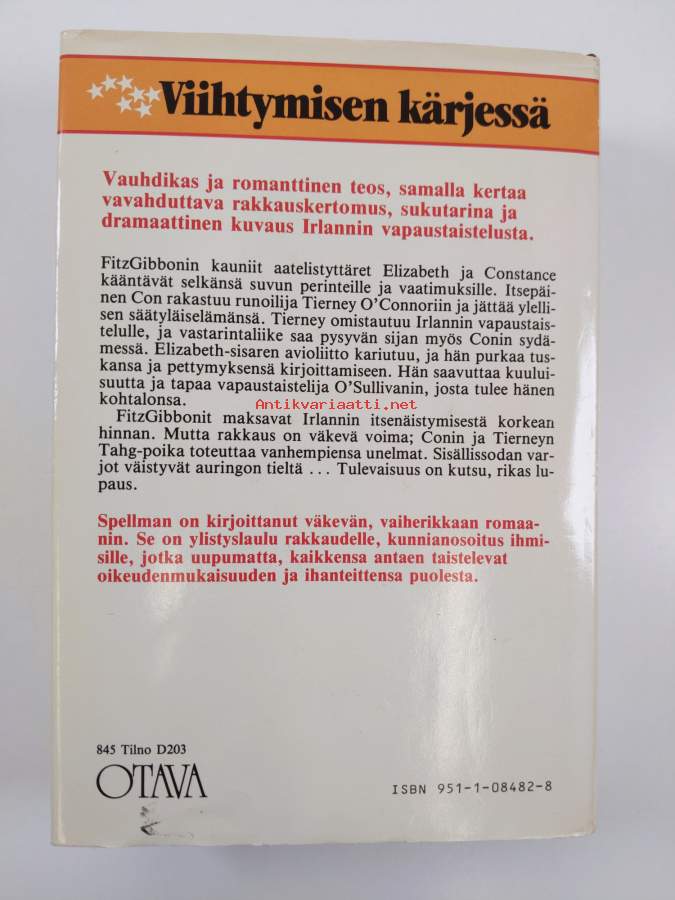 Viihtymisen kärjessä
Vauhdikas ja romanttinen teos, samalla kertaa
vavahduttava rakkauskertomus, sukutarina ja
dramaattinen kuvaus Irlannin vapaustaistelusta.
FitzGibbonin kauniit aatelistyttäret Elizabeth ja Constance
kääntävät selkänsä suvun perinteille ja vaatimuksille. Itsepäi-
nen Con rakastuu runoilija Tierney O'Connoriin ja jättää ylelli-
sen säätyläiselämänsä. Tierney omistautuu Irlannin vapaustais-
telulle, ja vastarintaliike saa pysyvän sijan myös Conin sydä-
messä. Elizabeth-sisaren avioliitto kariutuu, ja hän purkaa tus-
kansa ja pettymyksensä kirjoittamiseen. Hän saavuttaa kuului-
suutta ja tapaa vapaustaistelija O'Sullivanin, josta tulee hänen
kohtalonsa.
Antikvariaatti.net
FitzGibbonit maksavat Irlannin itsenäistymisestä korkean
hinnan. Mutta rakkaus on väkevä voima; Conin ja Tierneyn
Tahg-poika toteuttaa vanhempiensa unelmat. Sisällissodan var-
jot väistyvät auringon tieltä ... Tulevaisuus on kutsu, rikas lu-
paus.
Spellman on kirjoittanut väkevän, vaiherikkaan romaa-
nin. Se on ylistyslaulu rakkaudelle, kunnianosoitus ihmi-
sille, jotka uupumatta, kaikkensa antaen taistelevat
oikeudenmukaisuuden ja ihanteittensa puolesta.
845 Tilno D203
OTAVA
ISBN 951-1-08482-8